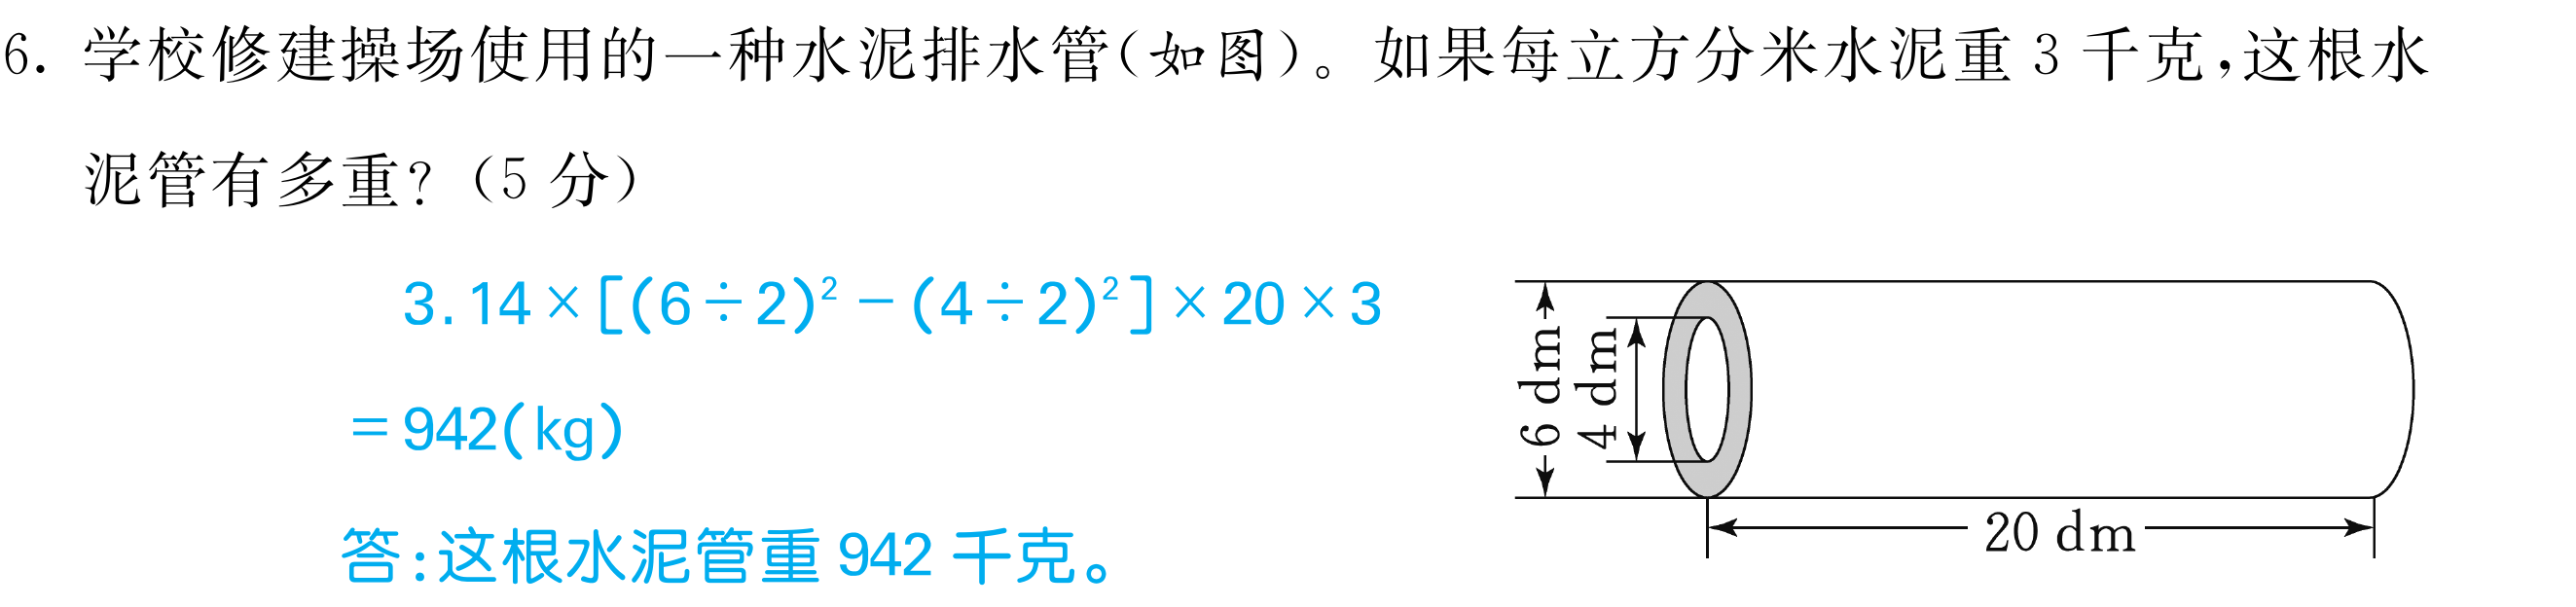 6. 学校修建操场使用的一种水泥排水管(如图)。如果每立方分米水泥重 3 千克,这根水
泥管有多重?(5 分)
3.14×[(6÷2)²-(4÷2)²]×20×3
=942(kg)
答:这根水泥管重 942 千克。
6 dm
4 dm
20 dm